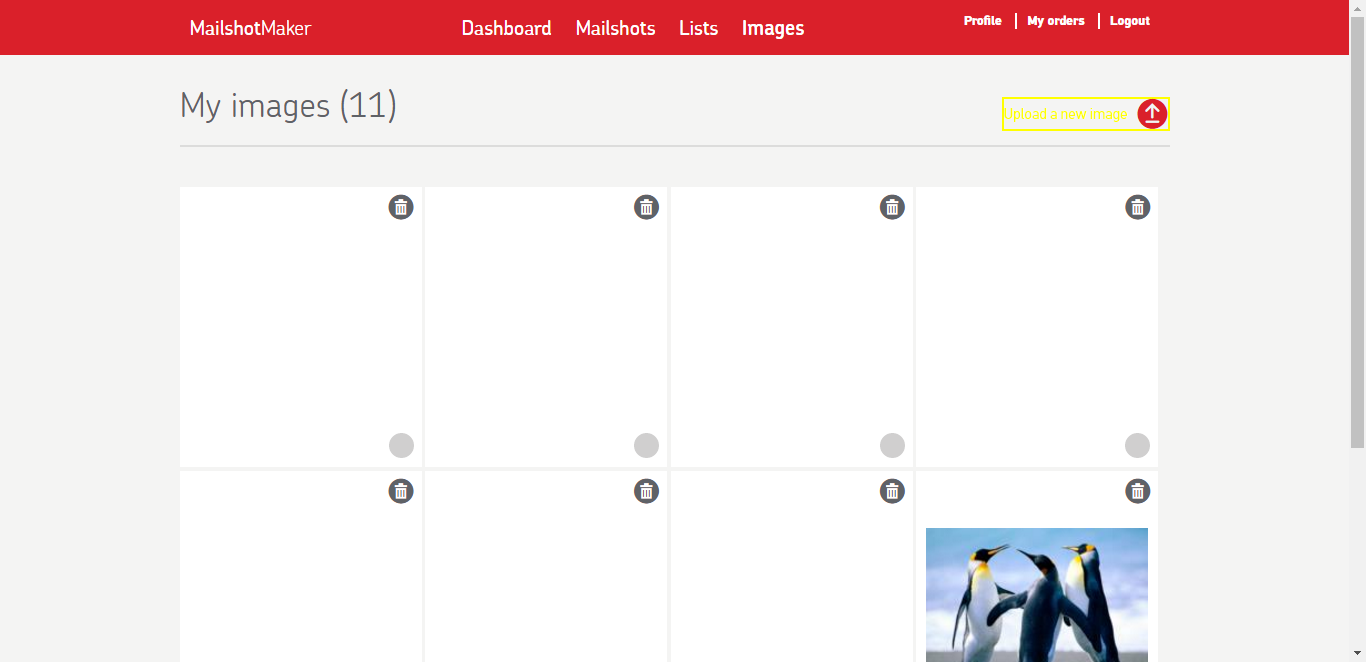 MailshotMaker
Dashboard
Mailshots
Lists
Images
Profile
My orders
Logout
My images (11)
Upload a new image